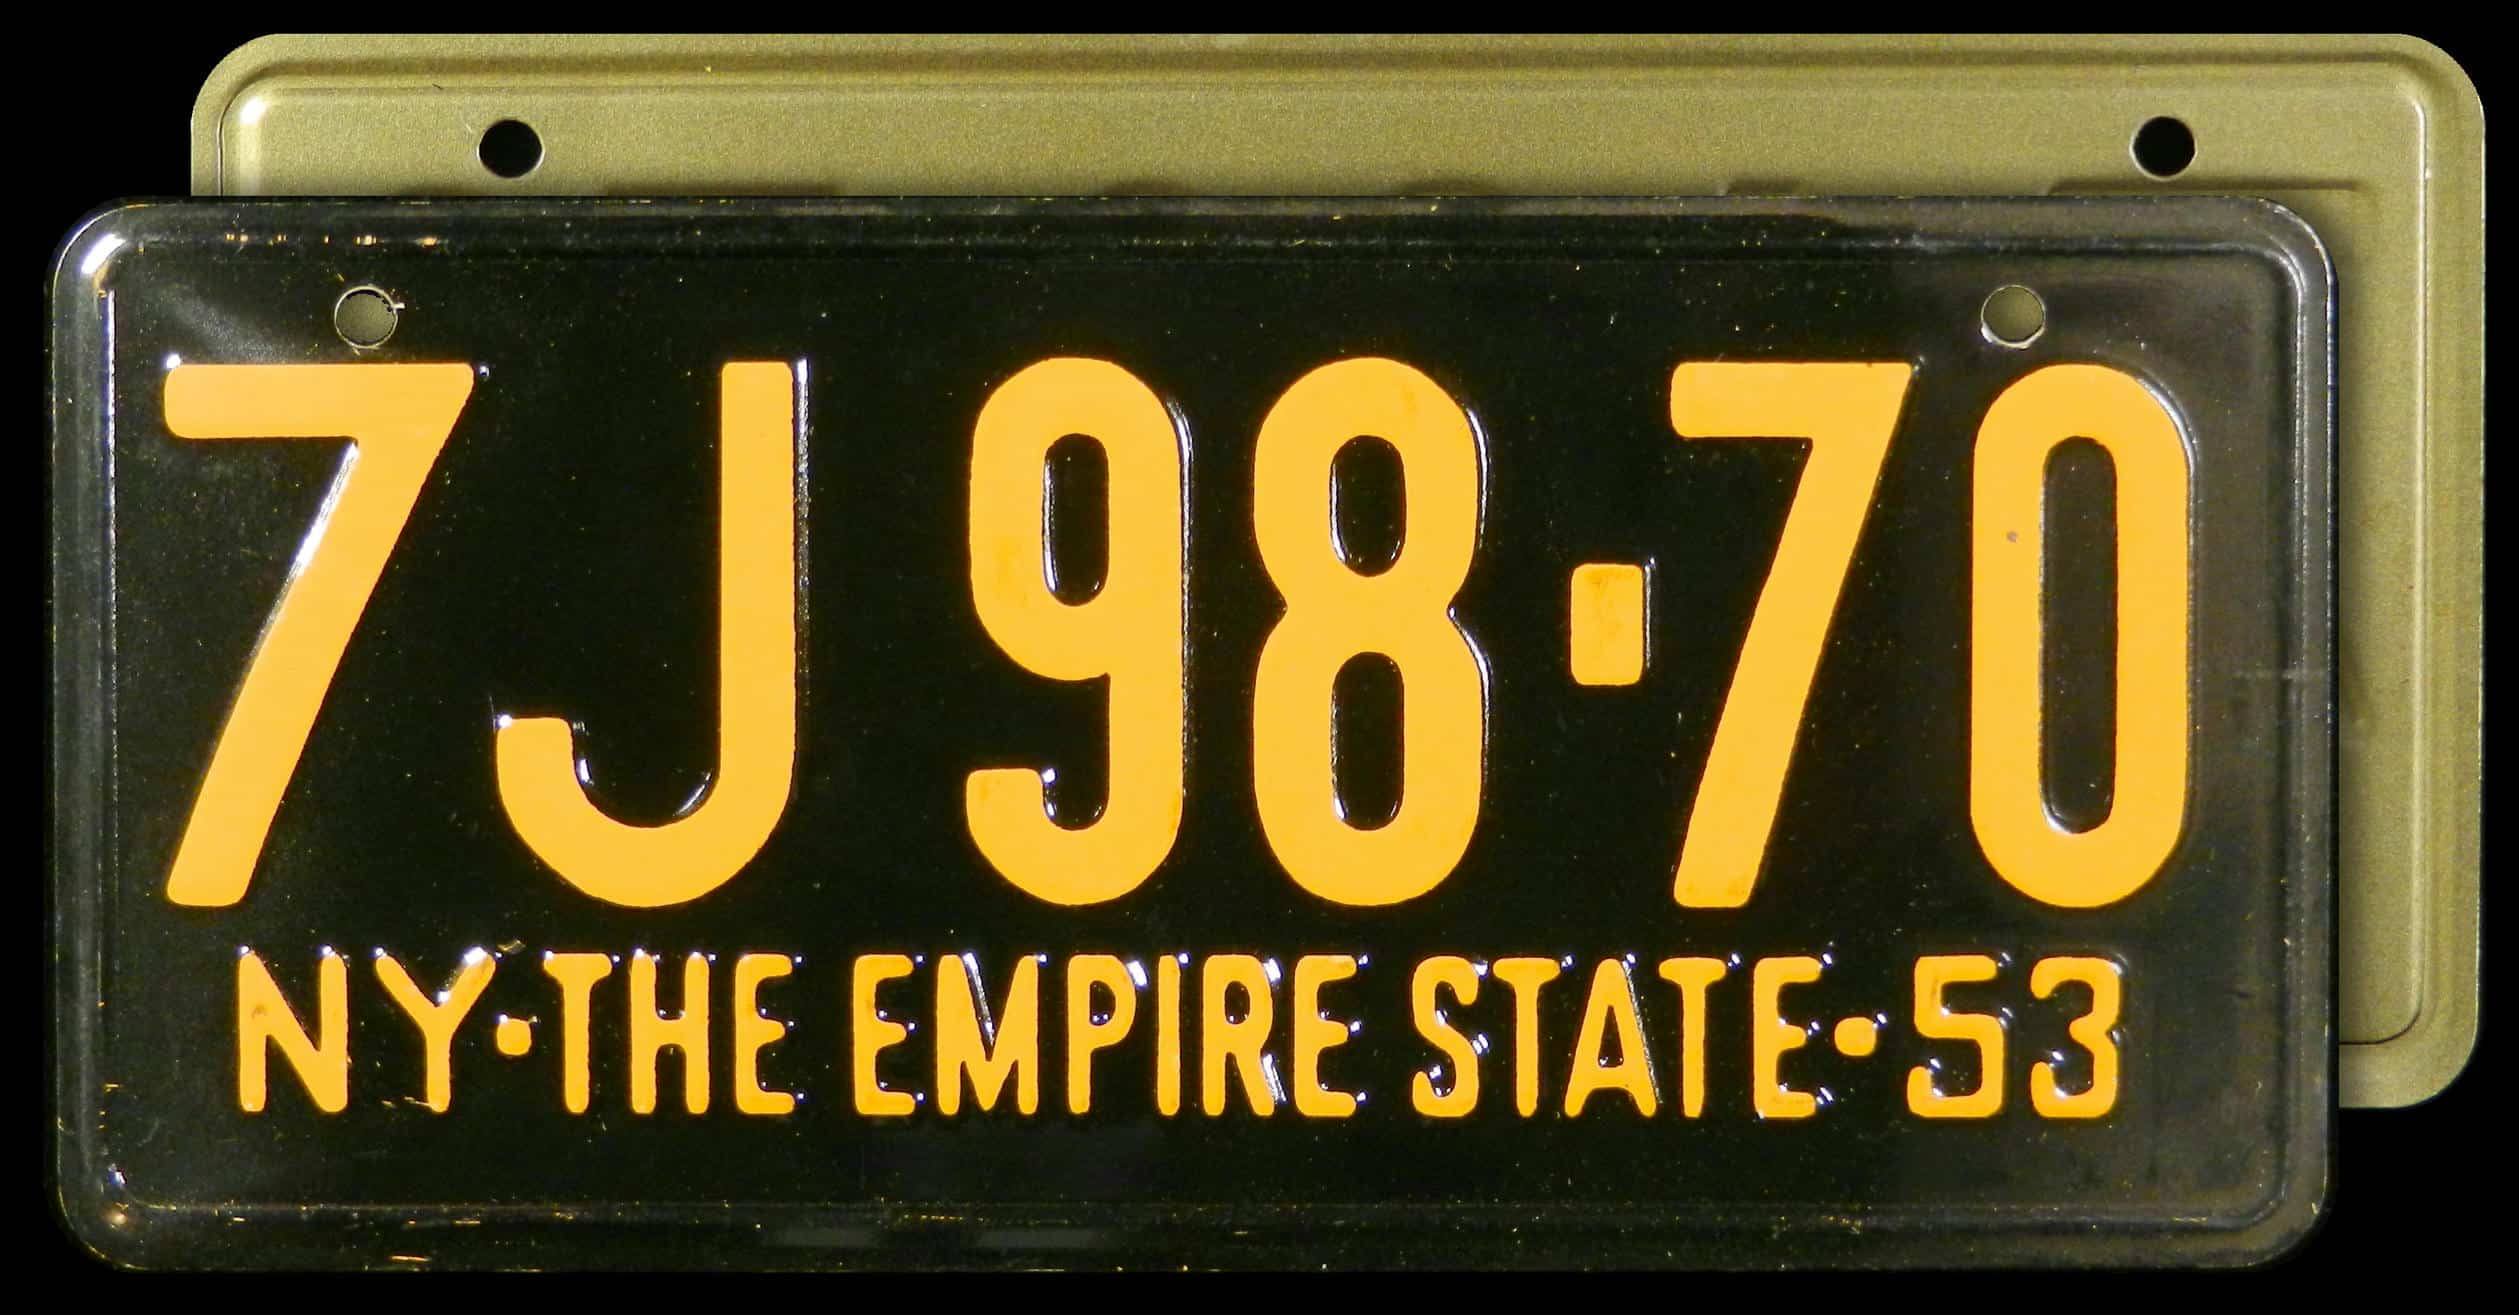 7J 98-70
NY·THE EMPIRE STATE·53